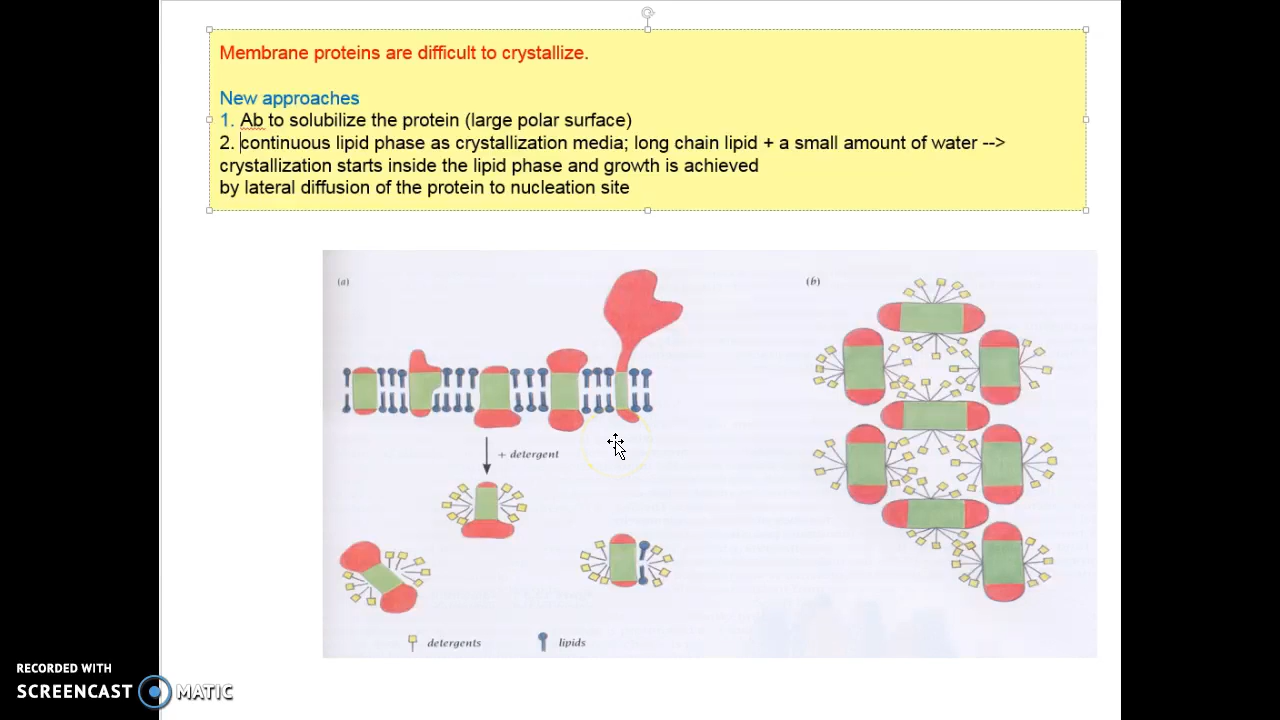 Membrane proteins are difficult to crystallize.
New approaches
1. Ab to solubilize the protein (large polar surface)
2. continuous lipid phase as crystallization media; long chain lipid + a small amount of water -->
crystallization starts inside the lipid phase and growth is achieved
by lateral diffusion of the protein to nucleation site
(a)
(b)
+ detergent
detergents
lipids
RECORDED WITH
SCREENCAST MATIC